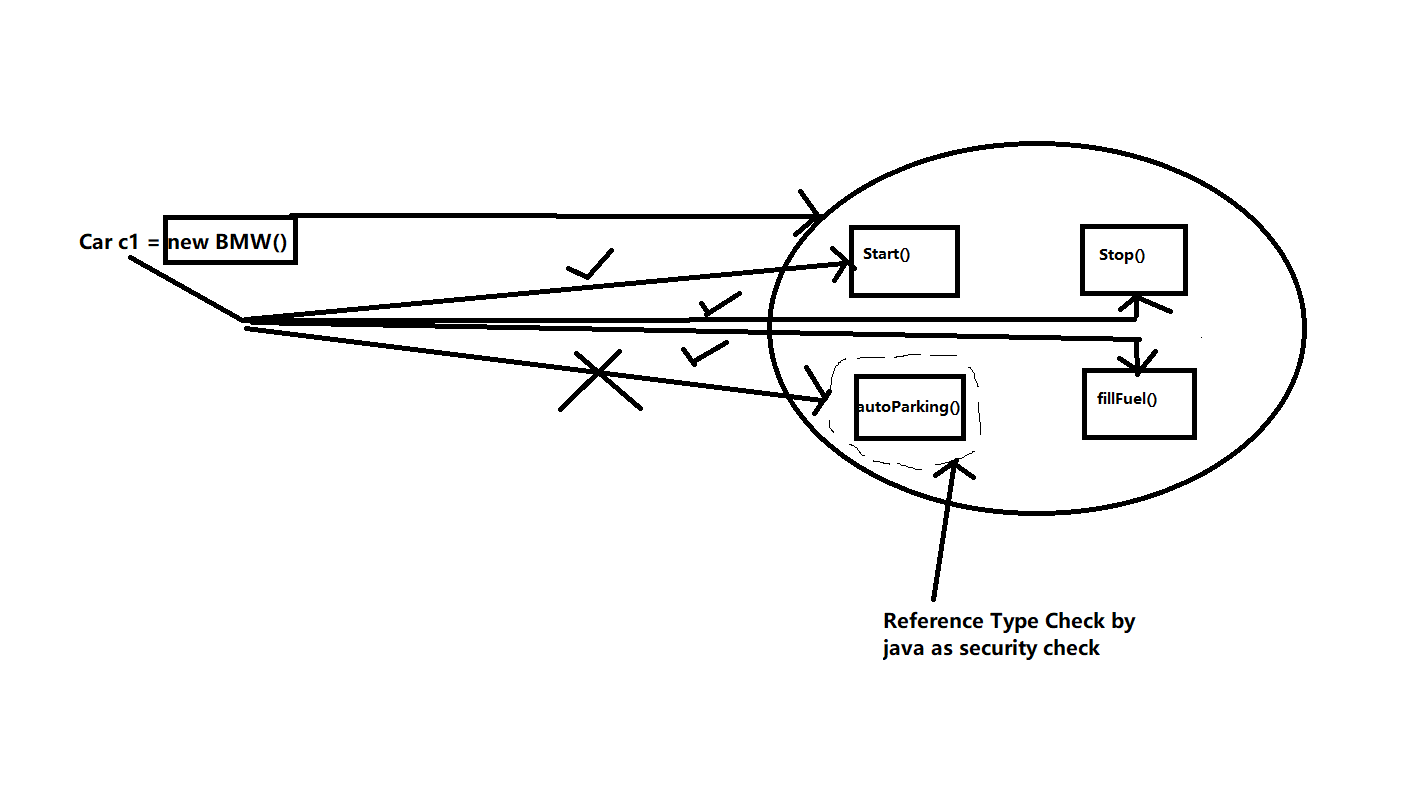 Car c1 = new BMW()
Start()
Stop()
autoParking()
fillFuel()
Reference Type Check by
java as security check